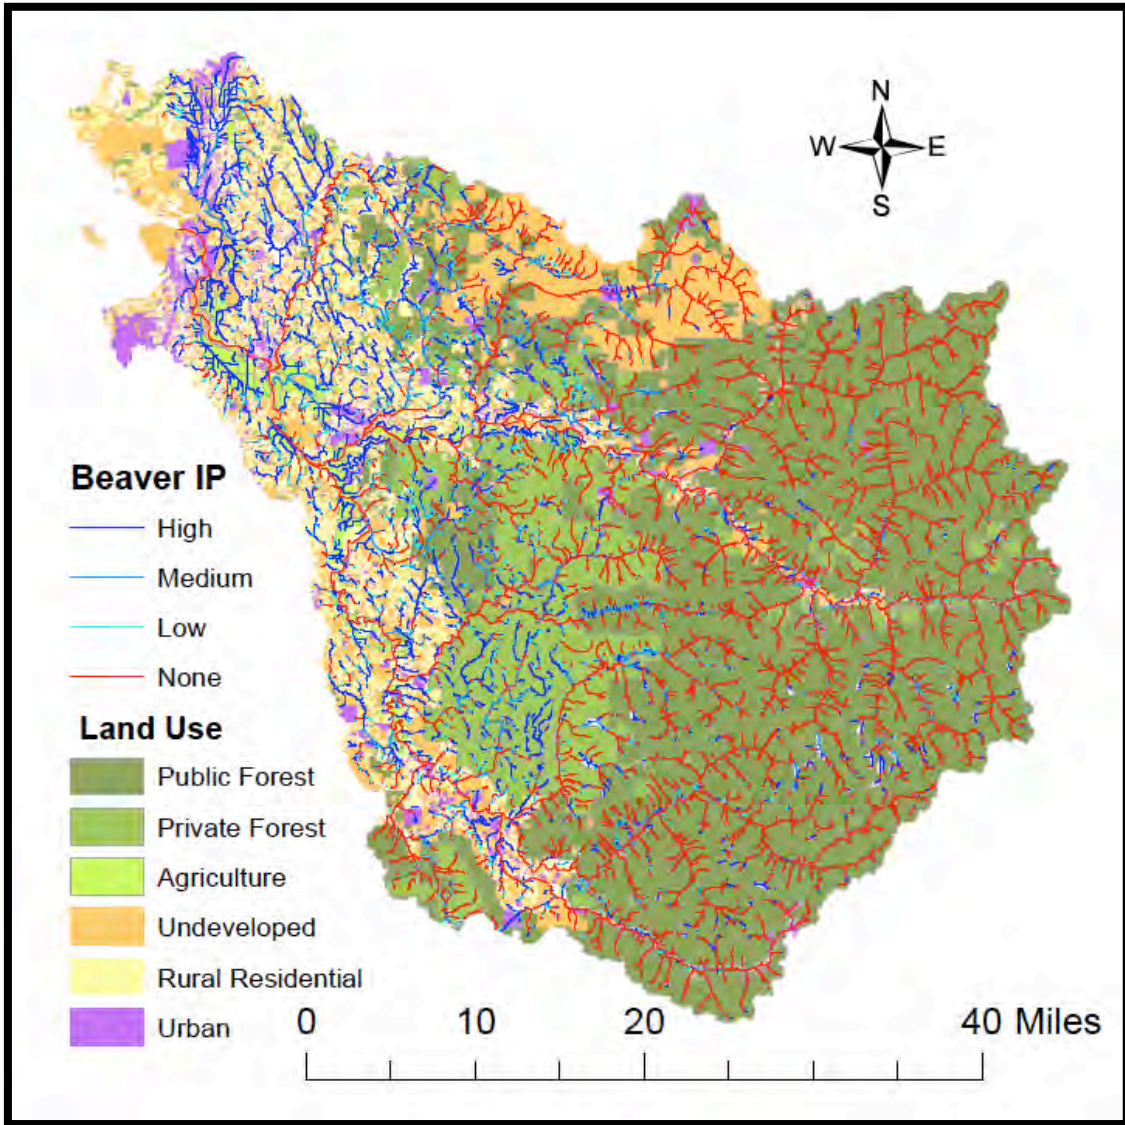 N
W E
S
Beaver IP
High
Medium
Low
None
Land Use
Public Forest
Private Forest
Agriculture
Undeveloped
Rural Residential
Urban
0 10 20 40 Miles